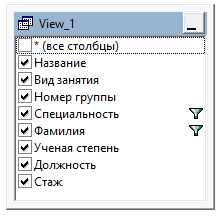 View_1
* (все столбцы)
Название
Вид занятия
Номер группы
Специальность
Фамилия
Ученая степень
Должность
Стаж